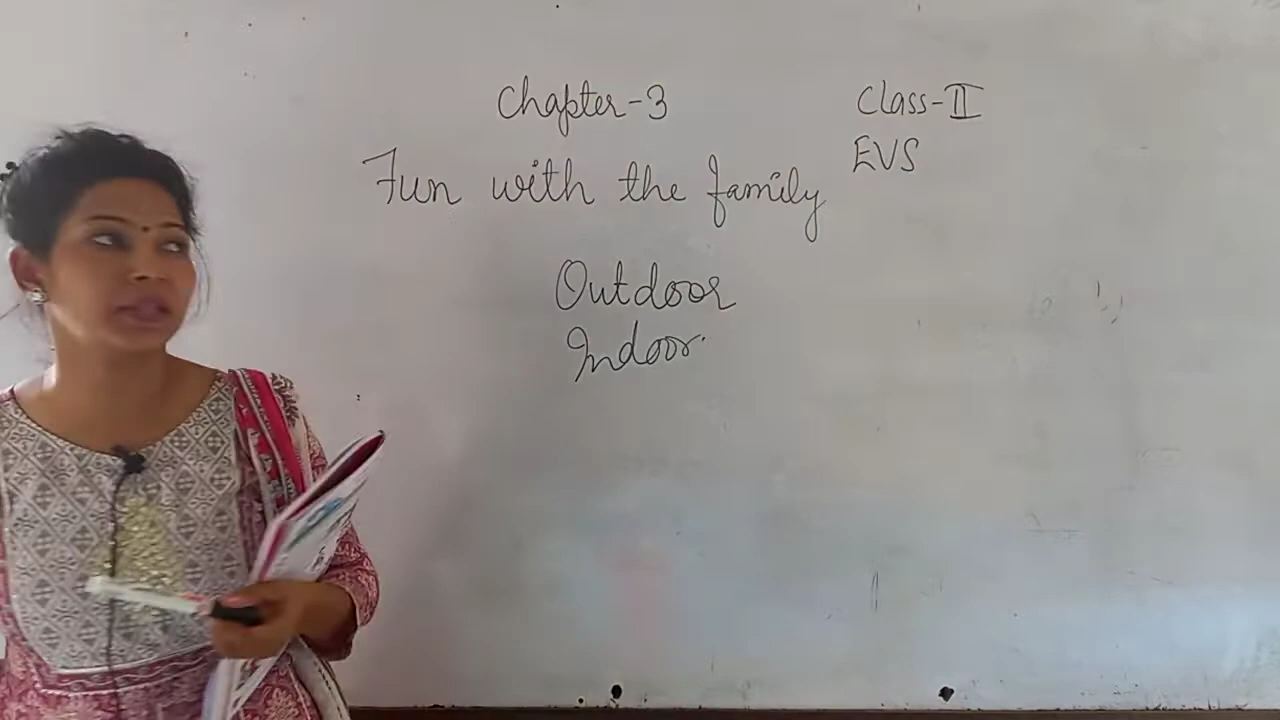 Chapter-3
Class-II
EVS
Fun with the family
Outdoor
Indoor.